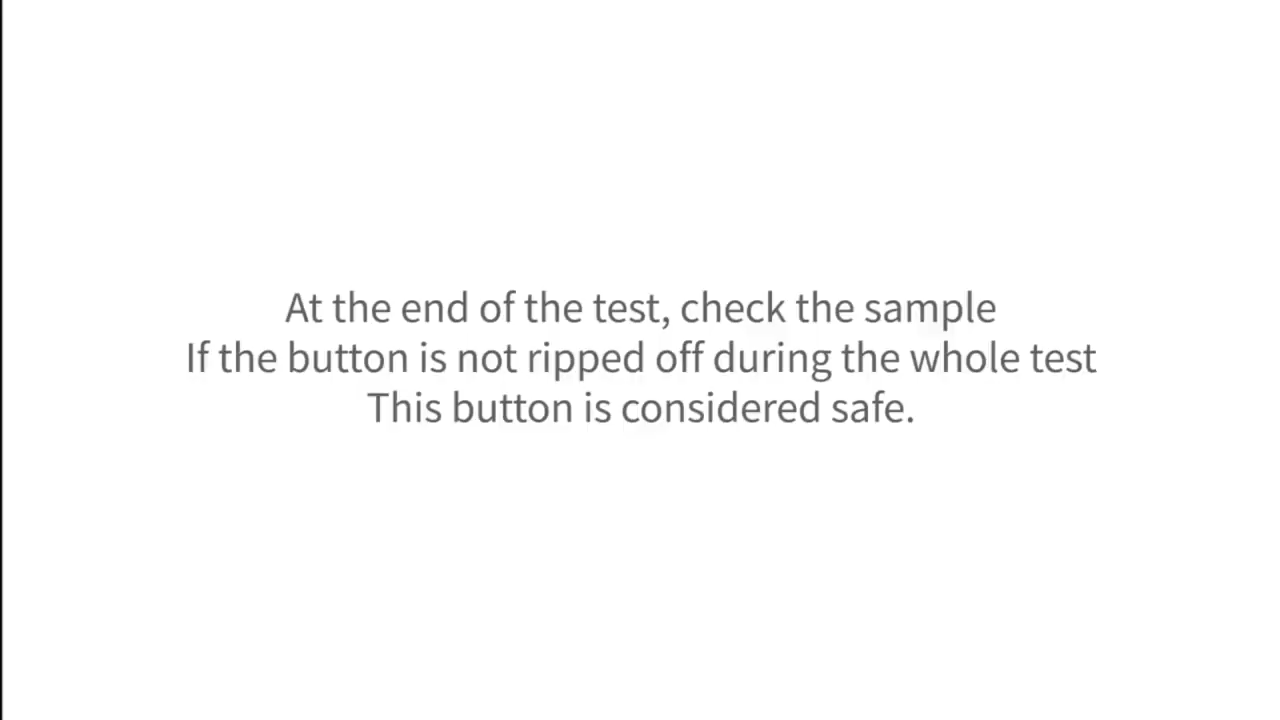 At the end of the test, check the sample
If the button is not ripped off during the whole test
This button is considered safe.